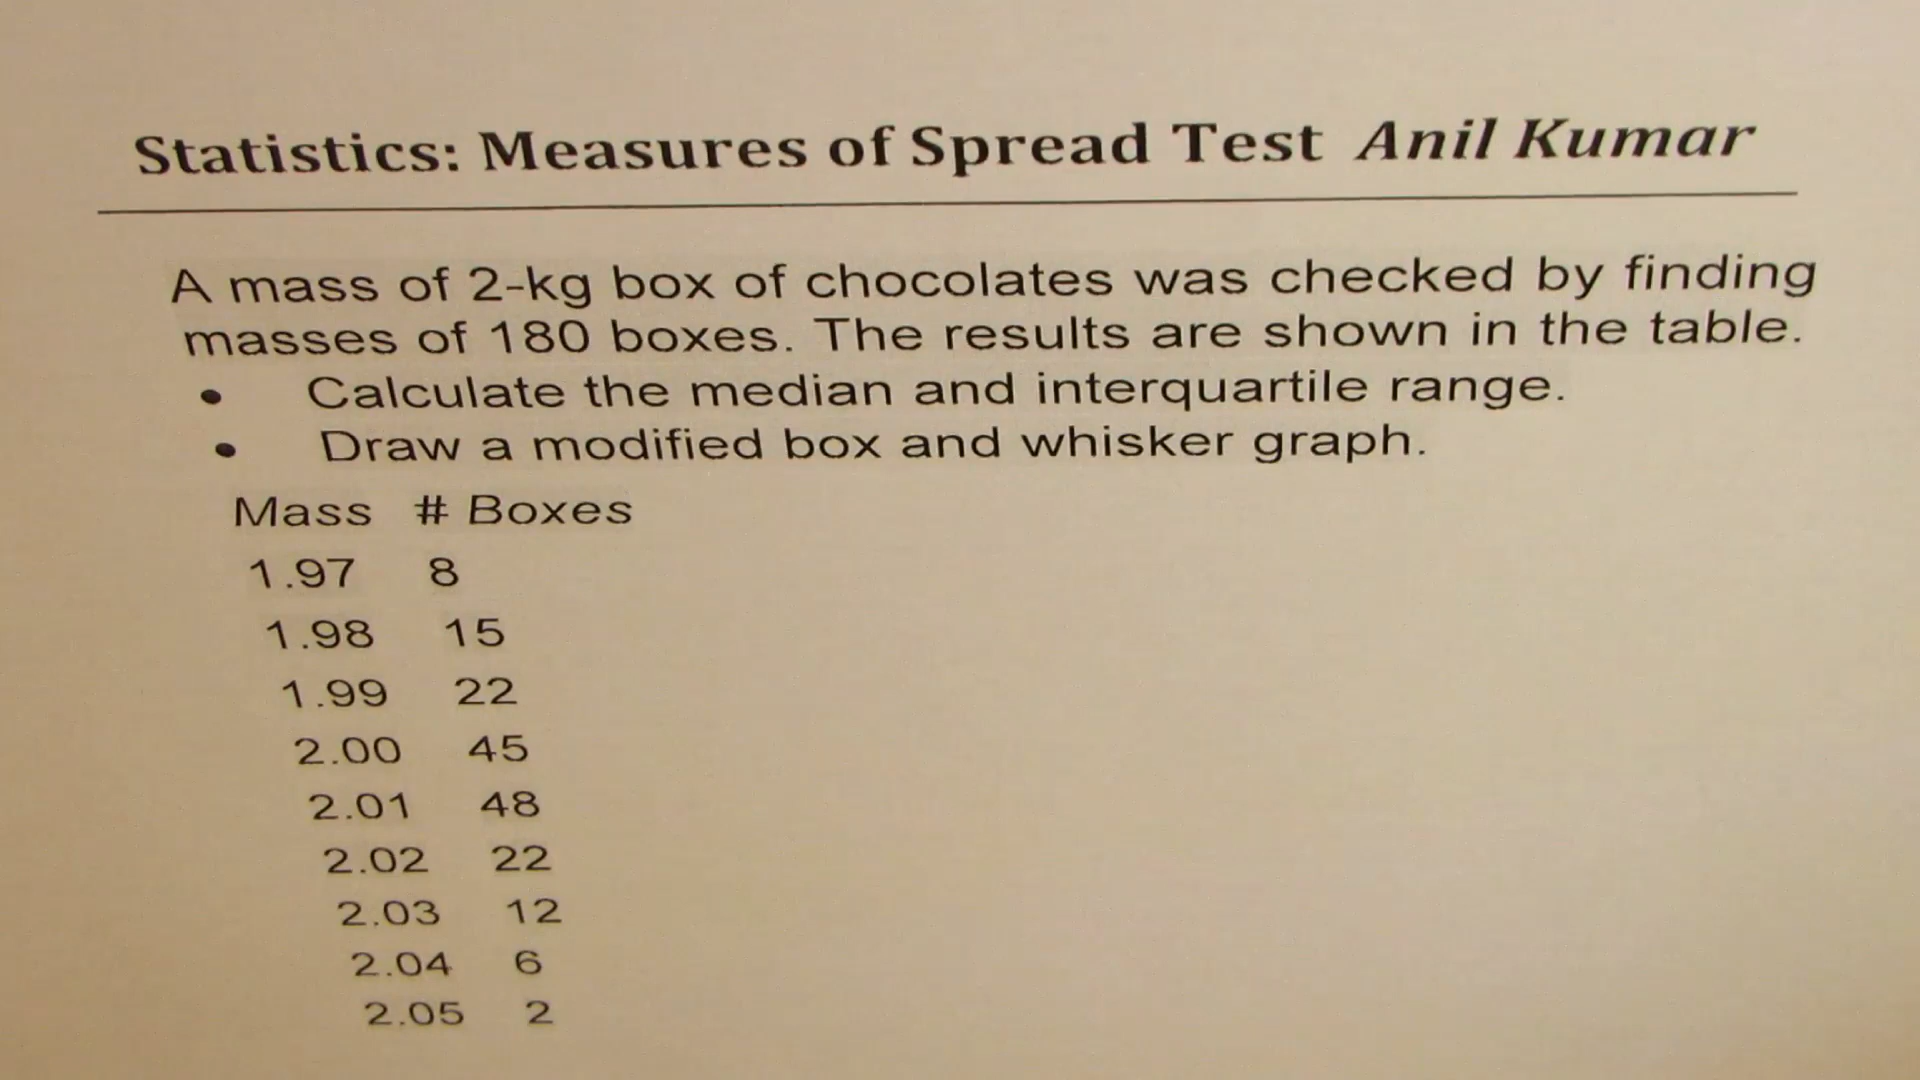 Statistics: Measures of Spread Test Anil Kumar
A mass of 2-kg box of chocolates was checked by finding
masses of 180 boxes. The results are shown in the table.
• Calculate the median and interquartile range.
• Draw a modified box and whisker graph.
Mass # Boxes
1.97 8
1.98 15
1.99 22
2.00 45
2.01 48
2.02 22
2.03 12
2.04 6
2.05 2